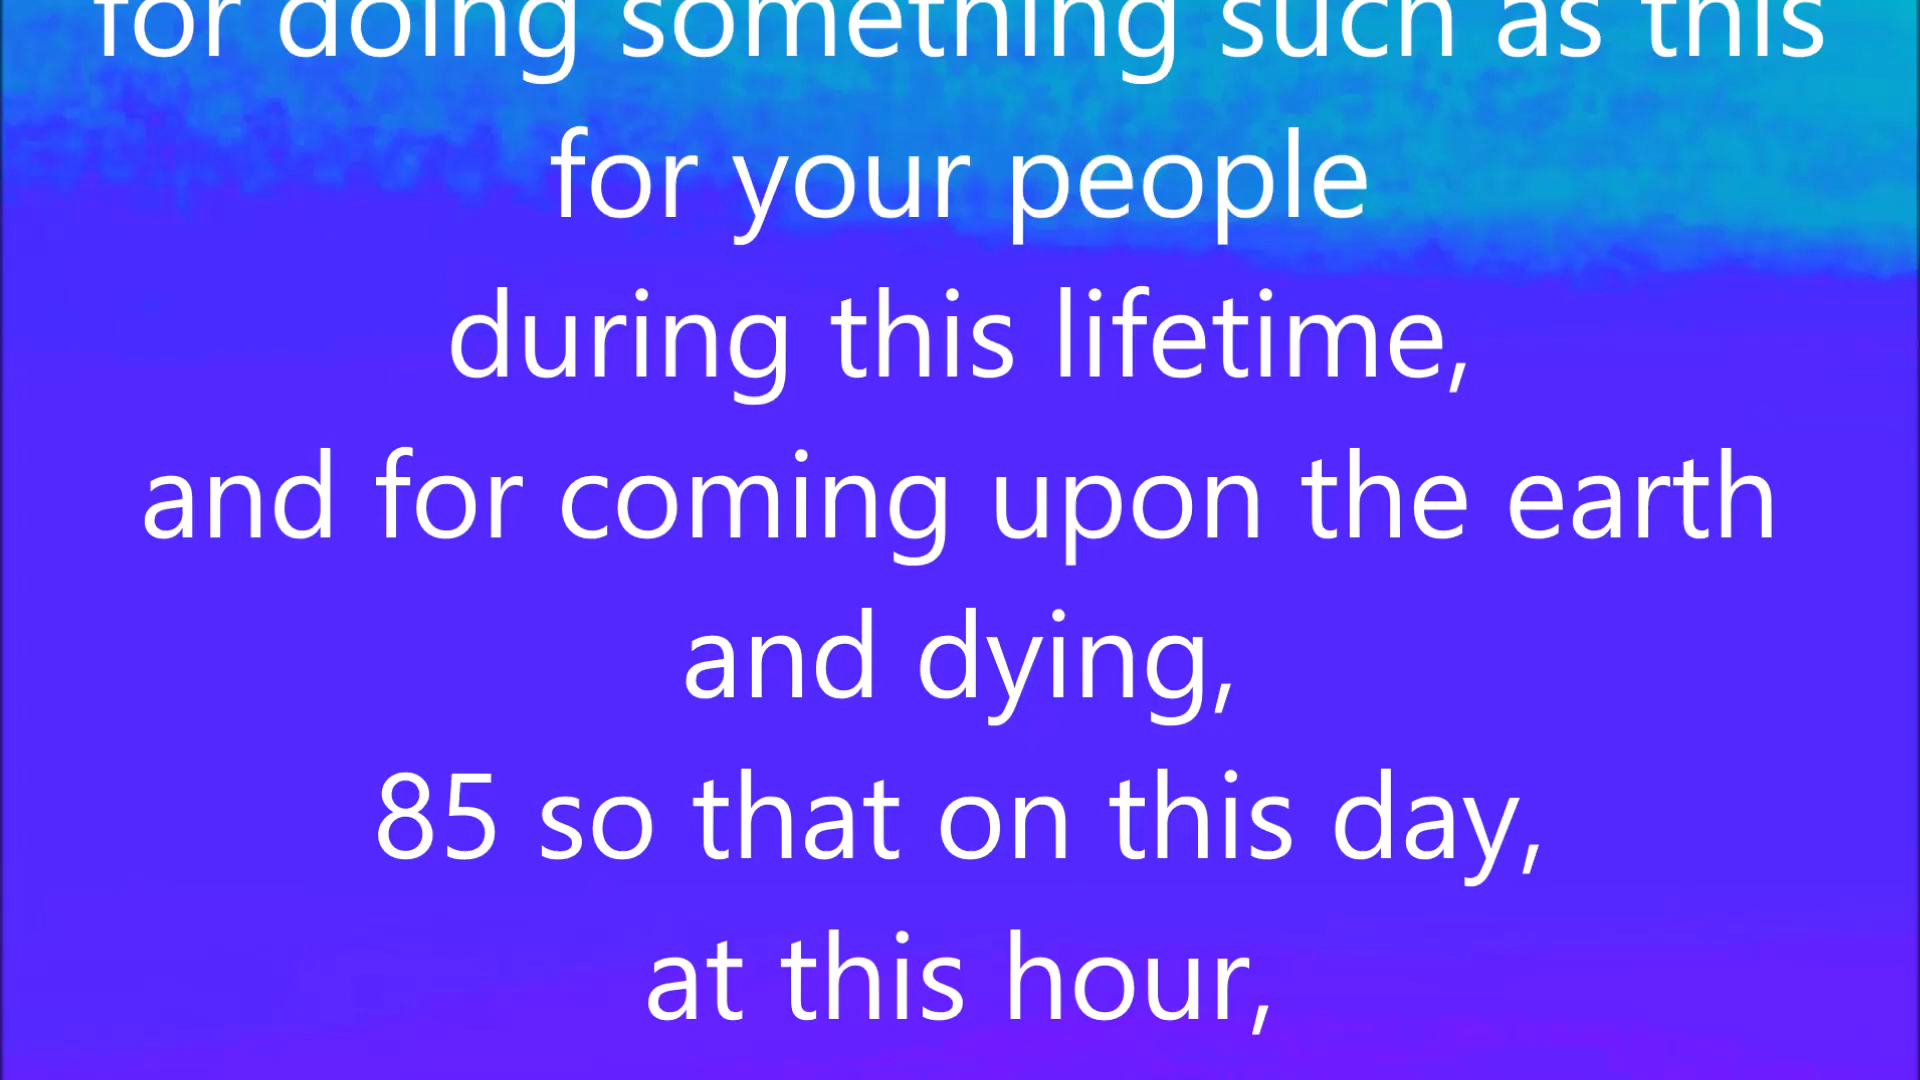 for doing something such as this
for your people
during this lifetime,
and for coming upon the earth
and dying,
85 so that on this day,
at this hour,